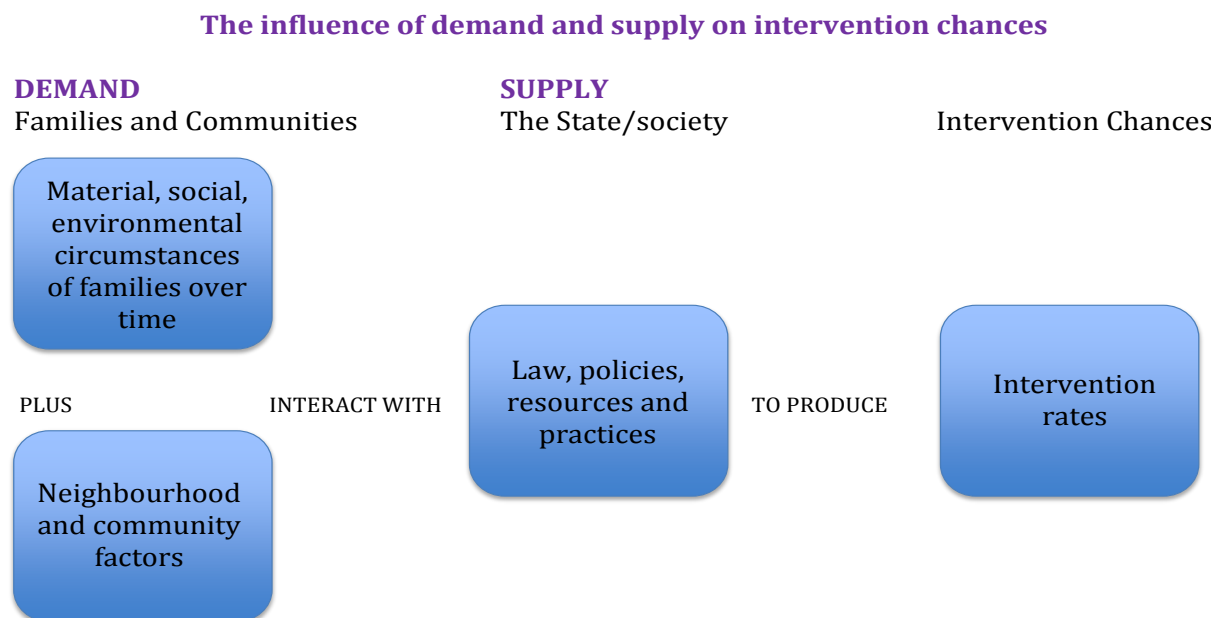 The influence of demand and supply on intervention chances
DEMAND
Families and Communities
SUPPLY
The State/society
Intervention Chances
Material, social,
environmental
circumstances
of families over
time
PLUS
INTERACT WITH
Law, policies,
resources and
practices
TO PRODUCE
Intervention
rates
Neighbourhood
and community
factors